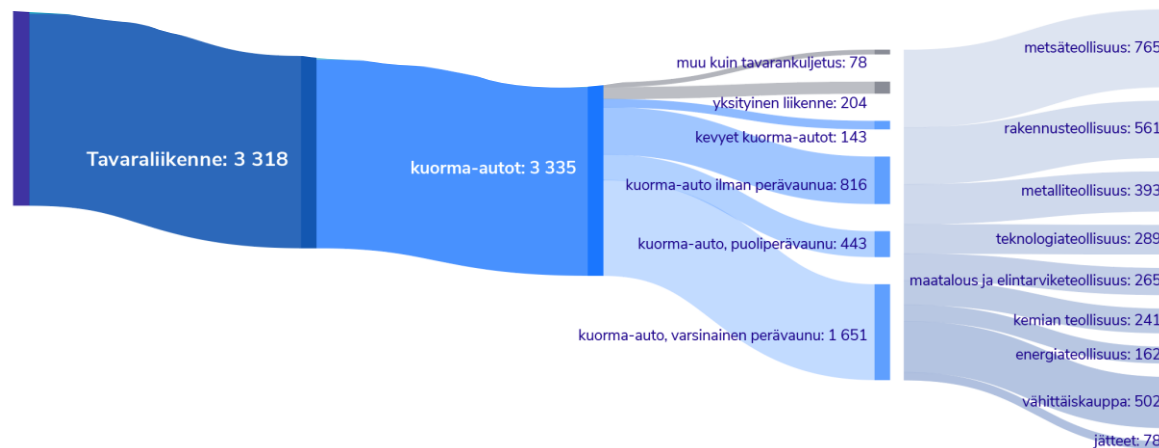 Tavaraliikenne: 3 318
kuorma-autot: 3 335
muu kuin tavarankuljetus: 78
yksityinen liikenne: 204
kevyet kuorma-autot: 143
kuorma-auto ilman perävaunua: 816
kuorma-auto, puoliperävaunu: 443
kuorma-auto, varsinainen perävaunu: 1 651
metsäteollisuus: 765
rakennusteollisuus: 561
metalliteollisuus: 393
teknologiateollisuus: 289
maatalous ja elintarviketeollisuus: 265
kemian teollisuus: 241
energiateollisuus: 162
vähittäiskauppa: 502
jätteet: 78